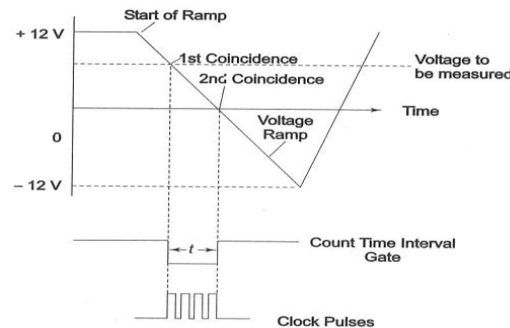 Start of Ramp
+ 12 V
1st Coincidence
Voltage to
be measured
2nd Coincidence
Time
Voltage
Ramp
0
– 12 V
t
Count Time Interval
Gate
Clock Pulses